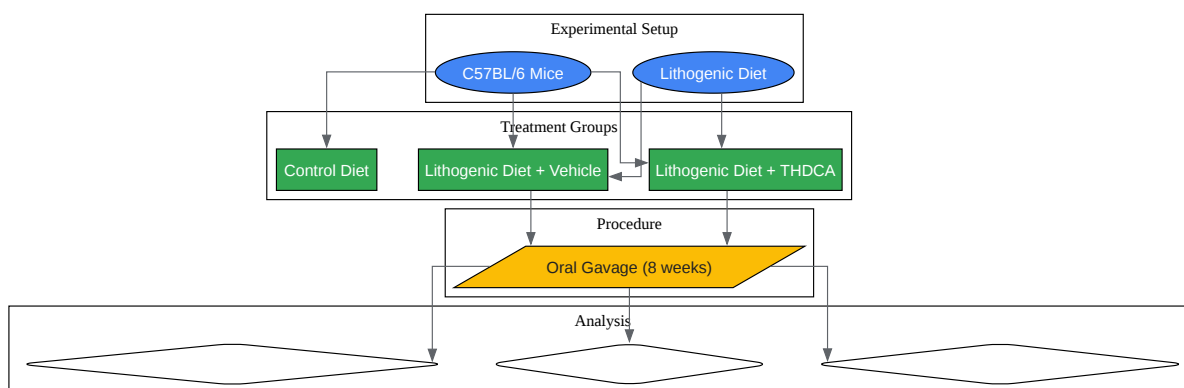 Experimental Setup
C57BL/6 Mice
Lithogenic Diet
Treatment Groups
Control Diet
Lithogenic Diet + Vehicle
Lithogenic Diet + THDCA
Procedure
Oral Gavage (8 weeks)
Analysis